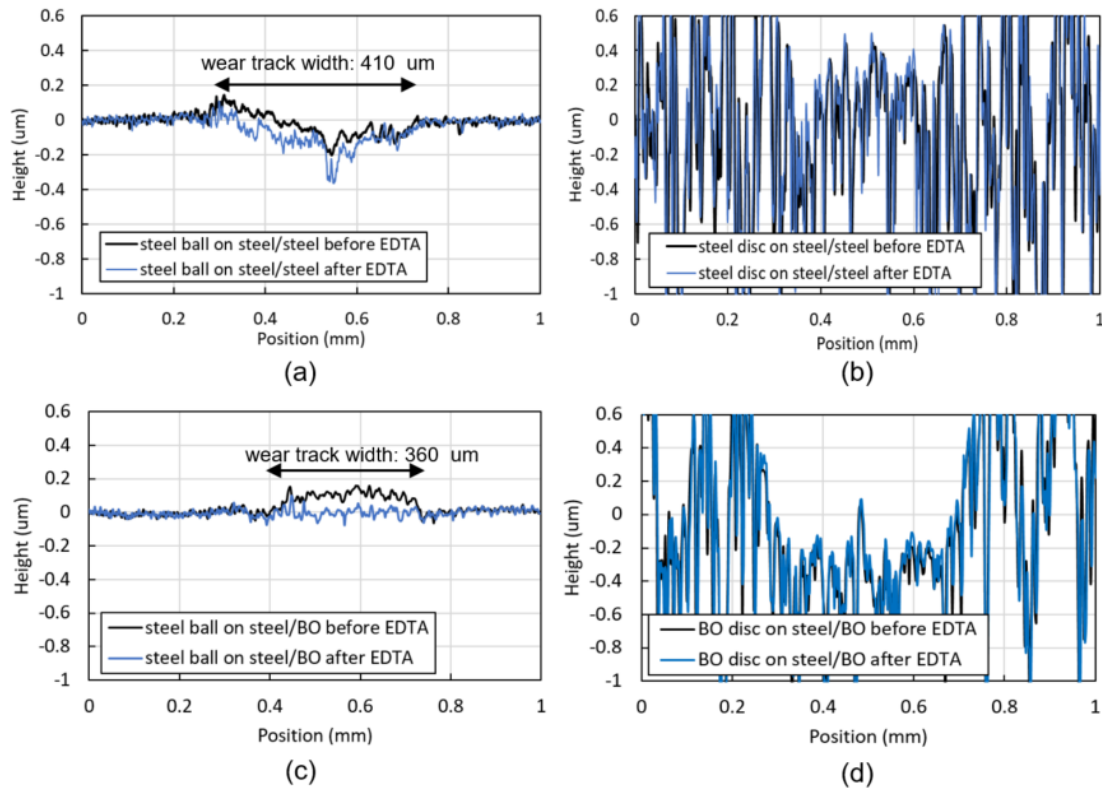 0.6
0.4
0.2
0
-0.2
-0.4
-0.6
-0.8
-1
Height (um)
wear track width: 410 um
steel ball on steel/steel before EDTA
steel ball on steel/steel after EDTA
0 0.2 0.4 0.6 0.8 1
Position (mm)
(a)
0.6
0.4
0.2
0
-0.2
-0.4
-0.6
-0.8
-1
Height (um)
steel disc on steel/steel before EDTA
steel disc on steel/steel after EDTA
0 0.2 0.4 0.6 0.8 1
Position (mm)
(b)
0.6
0.4
0.2
0
-0.2
-0.4
-0.6
-0.8
-1
Height (um)
wear track width: 360 um
steel ball on steel/BO before EDTA
steel ball on steel/BO after EDTA
0 0.2 0.4 0.6 0.8 1
Position (mm)
(c)
0.6
0.4
0.2
0
-0.2
-0.4
-0.6
-0.8
-1
Height (um)
BO disc on steel/BO before EDTA
BO disc on steel/BO after EDTA
0 0.2 0.4 0.6 0.8 1
Position (mm)
(d)